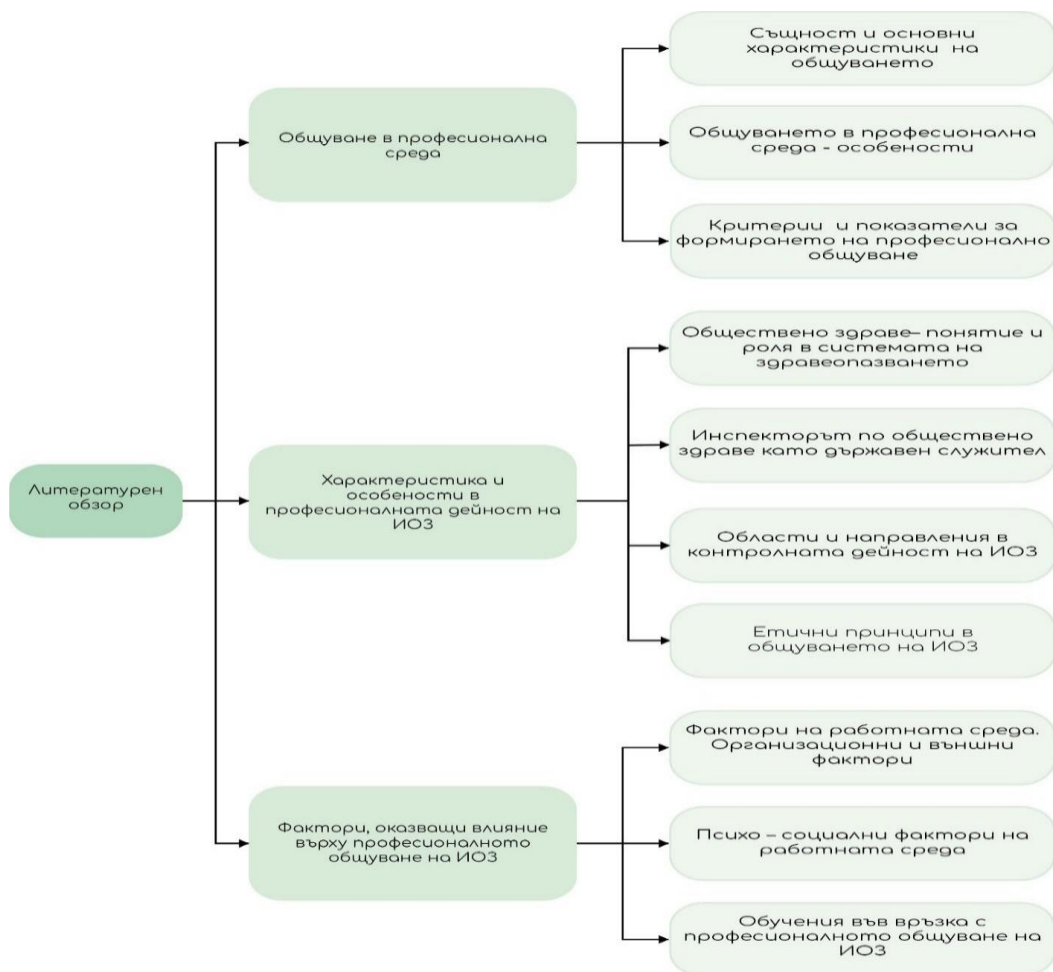 Литературен
обзор
Общуване в професионална
среда
Същност и основни
характеристики на
общуването
Общуването в професионална
среда - особености
Критерии и показатели за
формирането на професионално
общуване
Характеристика и
особености в
професионалната дейност на
ИОЗ
Обществено здраве– понятие и
роля в системата на
здравеопазването
Инспекторът по обществено
здраве като държавен служител
Области и направления в
контролната дейност на ИОЗ
Етични принципи в
общуването на ИОЗ
Фактори, оказващи влияние
върху професионалното
общуване на ИОЗ
Фактори на работната среда.
Организационни и външни
фактори
Психо – социални фактори на
работната среда
Обучения във връзка с
професионалното общуване на
ИОЗ